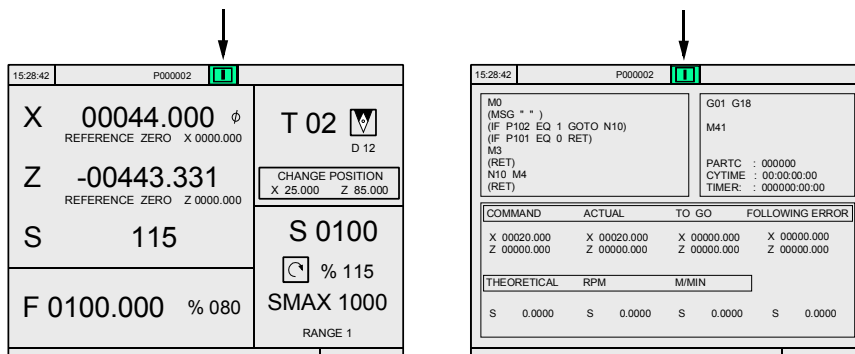 15:28:42 P000002
X 00044.000 ϕ
REFERENCE ZERO X 0000.000
Z -00443.331
REFERENCE ZERO Z 0000.000
S 115
F 0100.000 % 080
T 02
D 12
CHANGE POSITION
X 25.000 Z 85.000
S 0100
% 115
SMAX 1000
RANGE 1
15:28:42 P000002
M0
(MSG " " )
(IF P102 EQ 1 GOTO N10)
(IF P101 EQ 0 RET)
M3
(RET)
N10 M4
(RET)
G01 G18
M41
PARTC : 000000
CYTIME : 00:00:00:00
TIMER: : 000000:00:00
COMMAND ACTUAL TO GO FOLLOWING ERROR
X 00020.000 X 00020.000 X 00000.000 X 00000.000
Z 00000.000 Z 00000.000 Z 00000.000 Z 00000.000
THEORETICAL RPM M/MIN
S 0.0000 S 0.0000 S 0.0000 S 0.0000